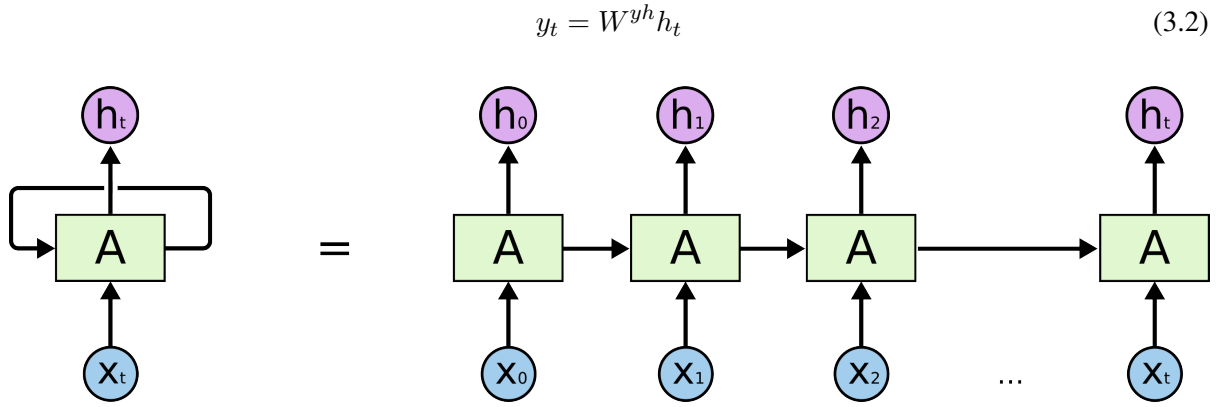 y_t = W^{yh} h_t (3.2)
h_t h_0 h_1 h_2 h_t
A = A A A A
x_t x_0 x_1 x_2 ... x_t